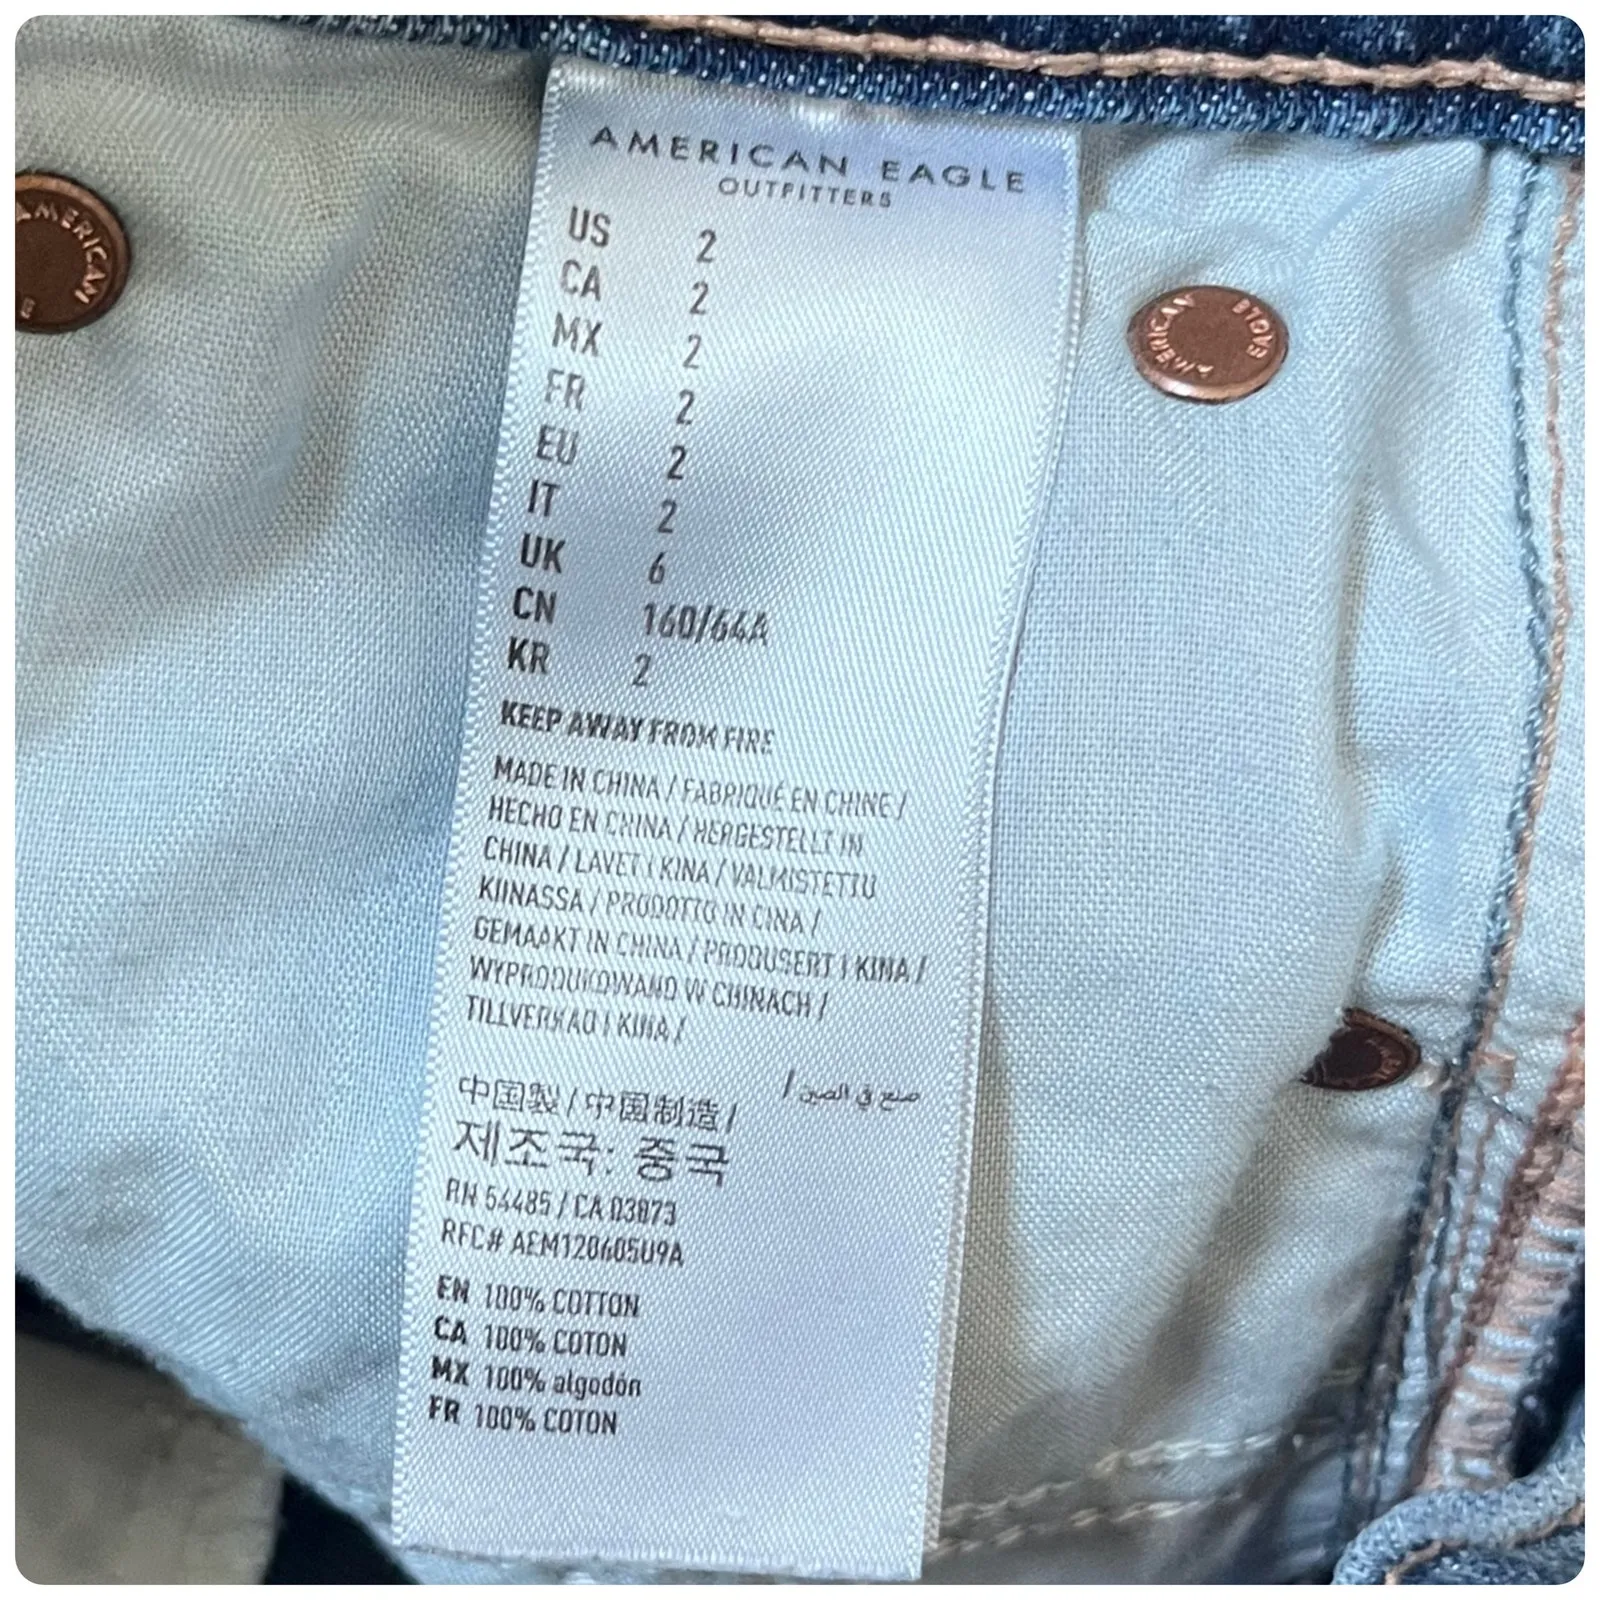 AMERICAN EAGLE
OUTFITTERS
US 2
CA 2
MX 2
FR 2
EU 2
IT 2
UK 6
CN 160/64A
KR 2
KEEP AWAY FROM FIRE
MADE IN CHINA / FABRIQUÉ EN CHINE /
HECHO EN CHINA / HERGESTELLT IN
CHINA / LAVET I KINA / VALMISTETTU
KIINASSA / PRODOTTO IN CINA /
GEMAAKT IN CHINA / PRODUSERT I KINA /
WYPRODUKOWANO W CHINACH /
TILLVERKAD I KINA /
صنع في الصين /
中国製 / 中国制造 /
제조국: 중국
RN 54485 / CA 03873
RFC# AEM120605U9A
EN 100% COTTON
CA 100% COTON
MX 100% algodón
FR 100% COTON
AMERICAN E
AMERICAN EAGLE